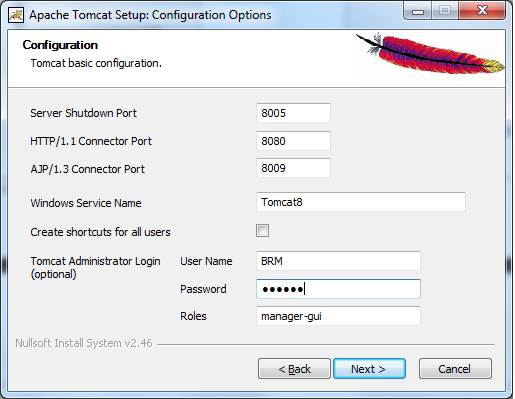 Apache Tomcat Setup: Configuration Options
Configuration
Tomcat basic configuration.
Server Shutdown Port 8005
HTTP/1.1 Connector Port 8080
AJP/1.3 Connector Port 8009
Windows Service Name Tomcat8
Create shortcuts for all users
Tomcat Administrator Login User Name BRM
(optional)
Password ●●●●●●
Roles manager-gui
Nullsoft Install System v2.46
< Back Next > Cancel